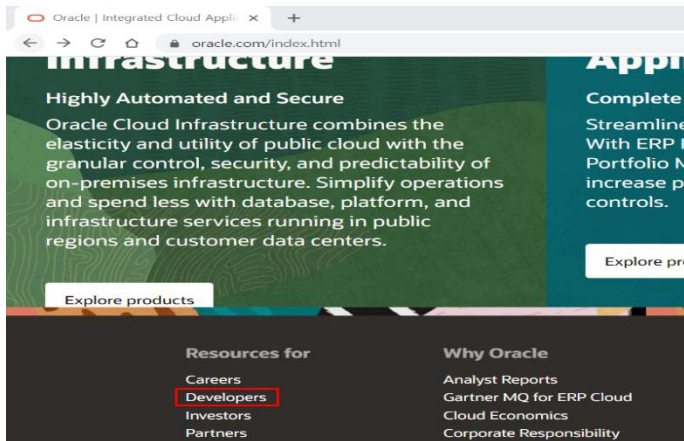 Oracle | Integrated Cloud Appli
oracle.com/index.html
Infrastructure
Highly Automated and Secure
Oracle Cloud Infrastructure combines the
elasticity and utility of public cloud with the
granular control, security, and predictability of
on-premises infrastructure. Simplify operations
and spend less with database, platform, and
infrastructure services running in public
regions and customer data centers.
Explore products
Appl
Complete
Streamline
With ERP
Portfolio M
increase p
controls.
Explore pr
Resources for
Careers
Developers
Investors
Partners
Why Oracle
Analyst Reports
Gartner MQ for ERP Cloud
Cloud Economics
Corporate Responsibility